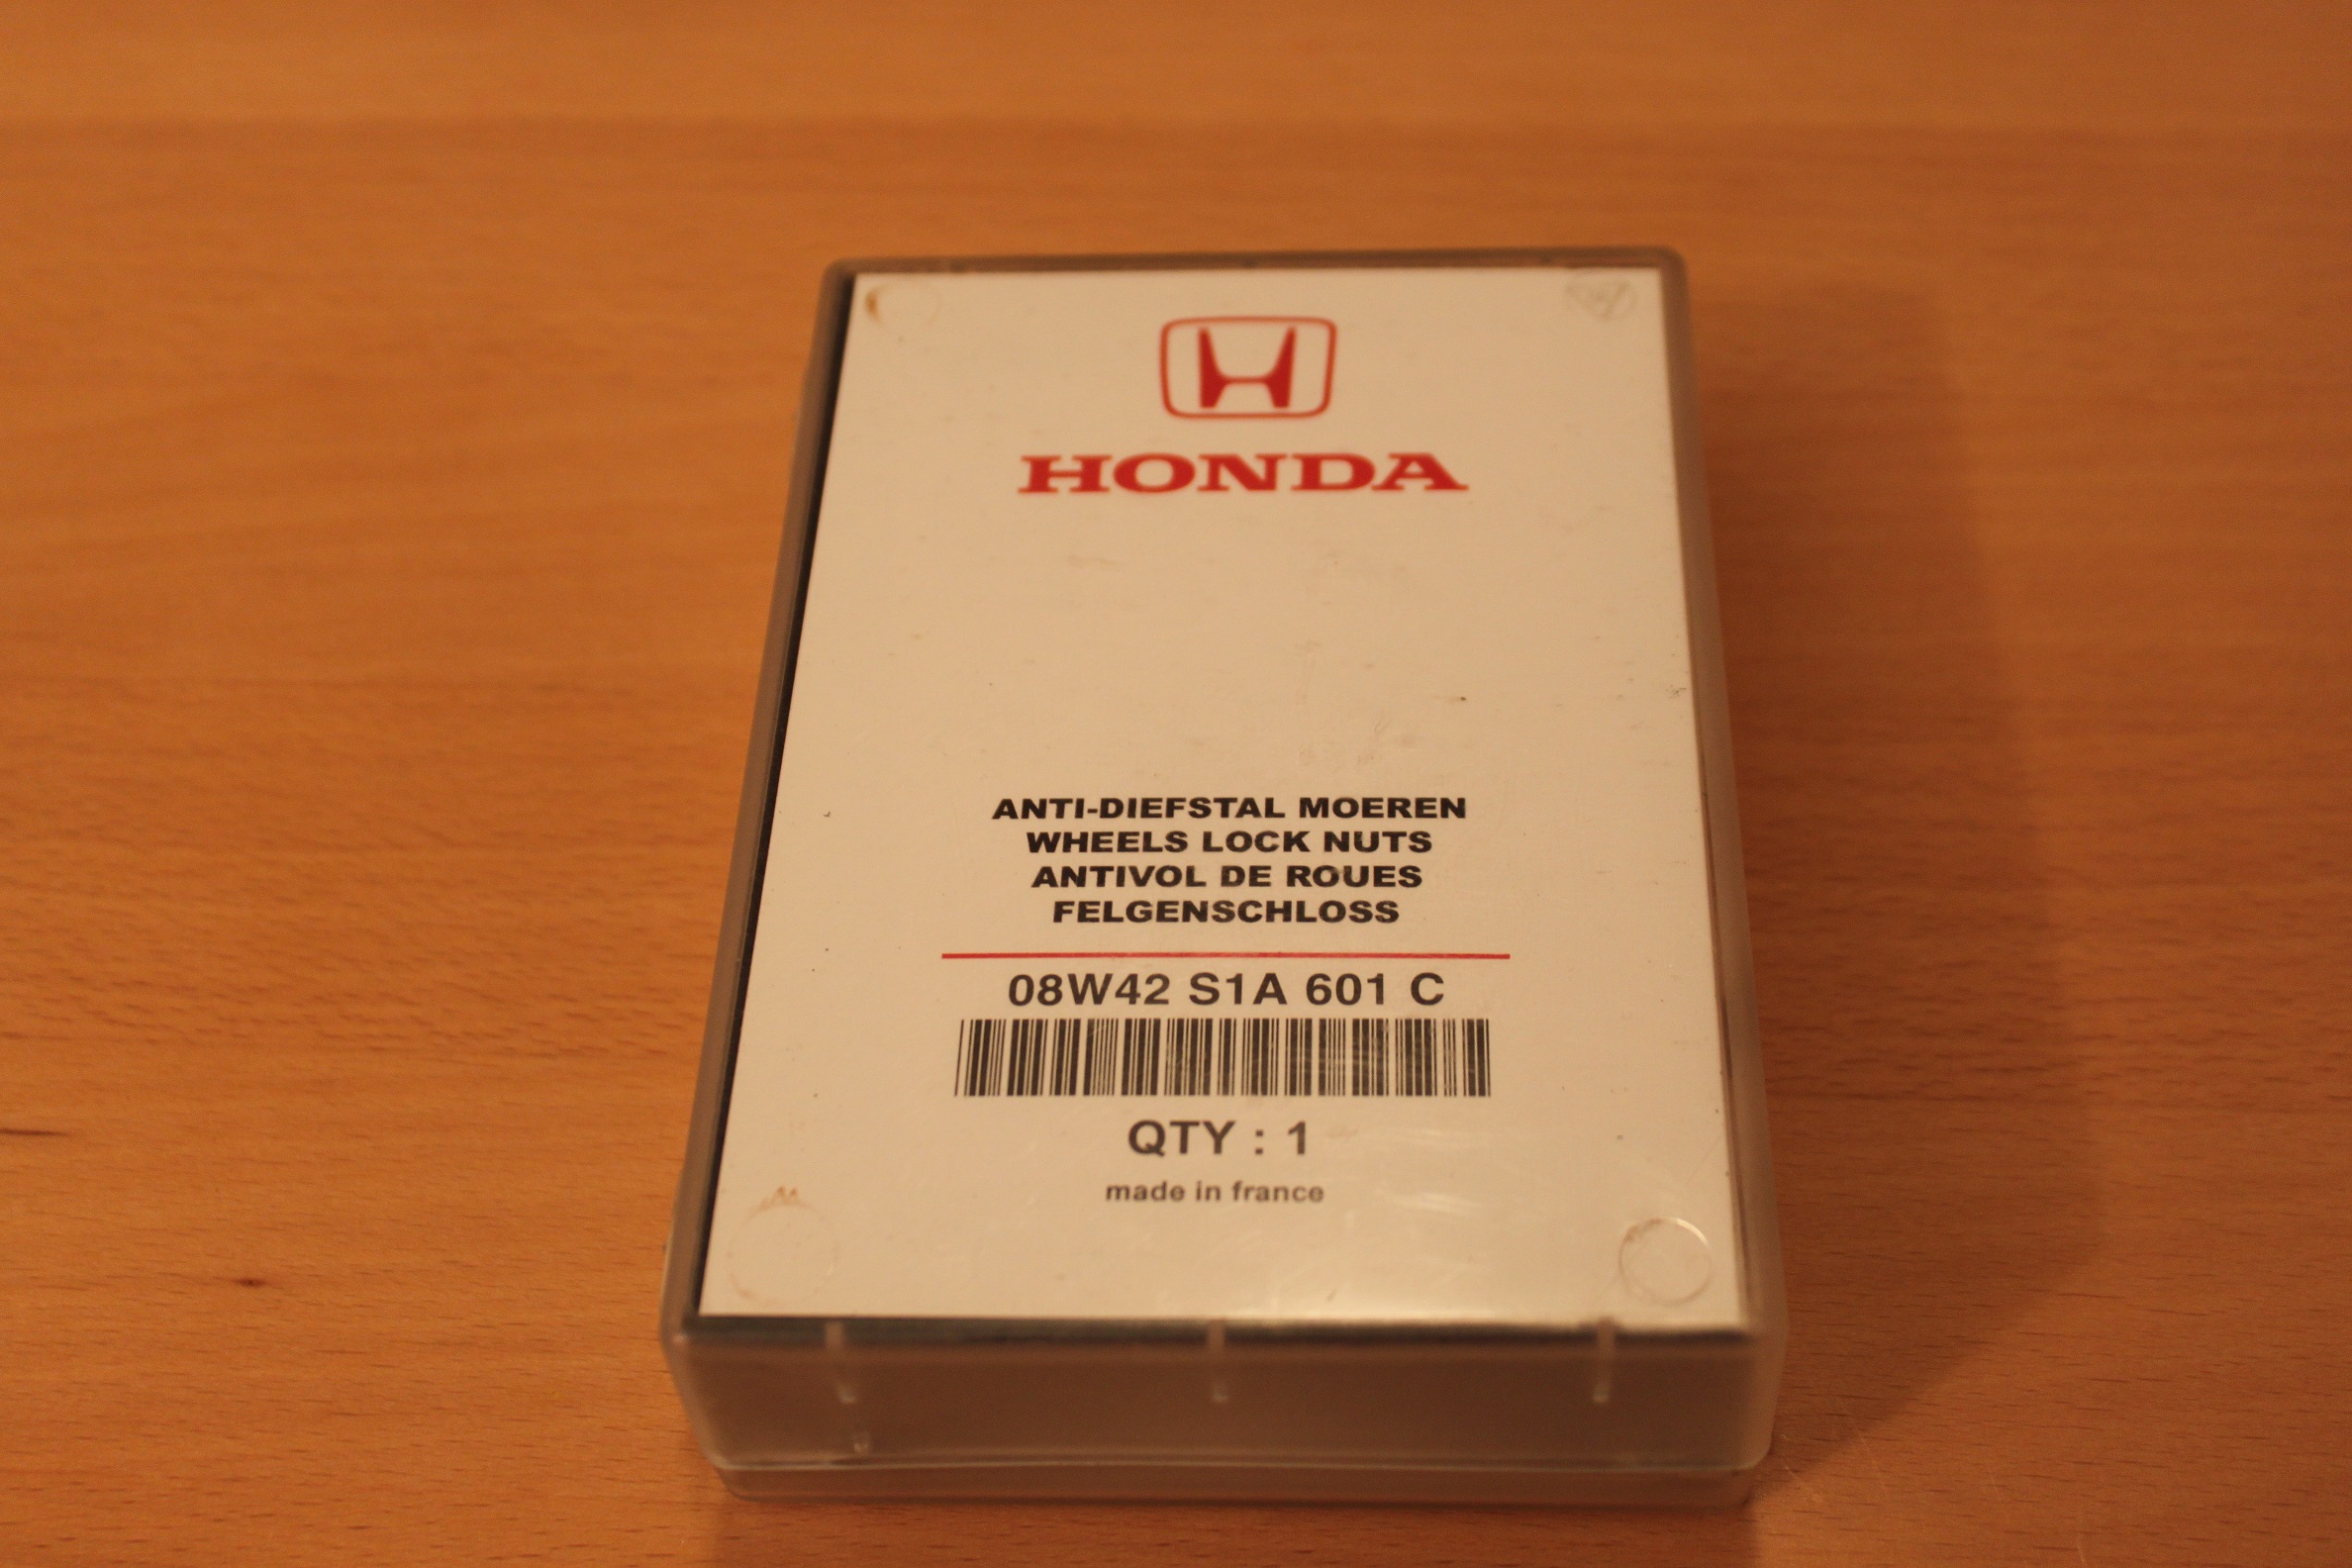 HONDA
ANTI-DIEFSTAL MOEREN
WHEELS LOCK NUTS
ANTIVOL DE ROUES
FELGENSCHLOSS
08W42 S1A 601 C
QTY : 1
made in france